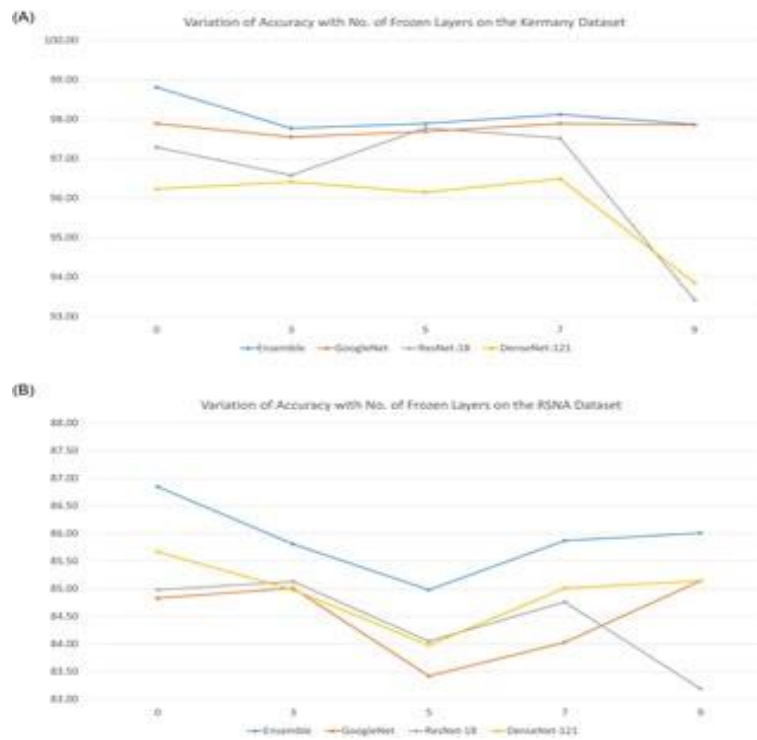 (A)
Variation of Accuracy with No. of Frozen Layers on the Kermany Dataset
100.00
99.00
98.00
97.00
96.00
95.00
94.00
93.00
0 3 5 7 9
Ensemble GoogleNet ResNet-18 DenseNet-121
(B)
Variation of Accuracy with No. of Frozen Layers on the RSNA Dataset
88.00
87.50
87.00
86.50
86.00
85.50
85.00
84.50
84.00
83.50
83.00
0 3 5 7 9
Ensemble GoogleNet ResNet-18 DenseNet-121